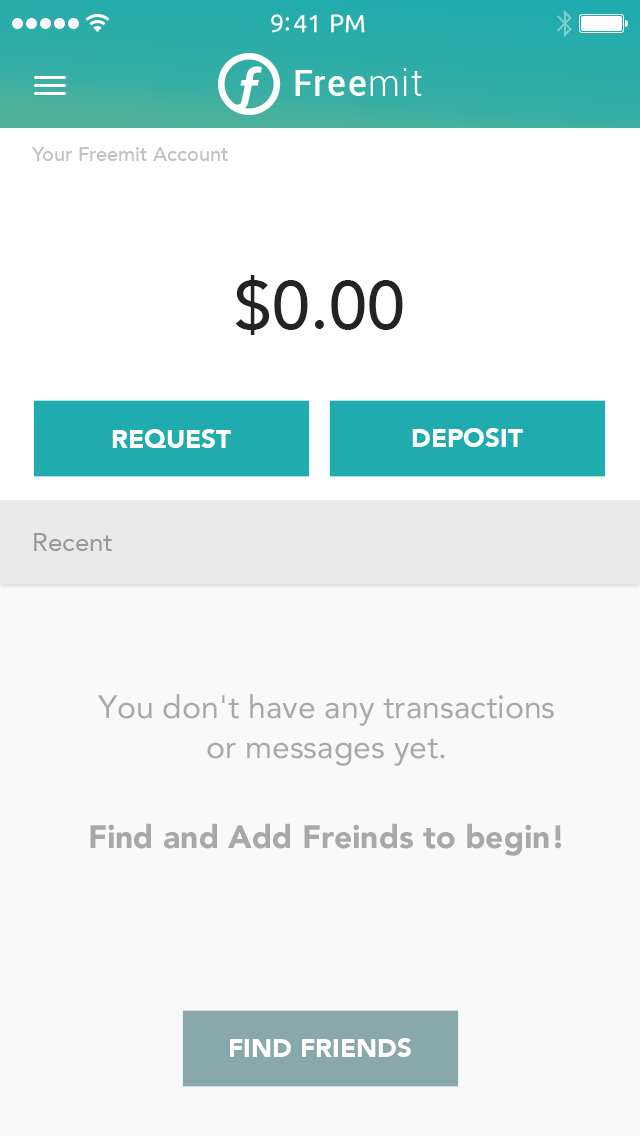 9:41 PM
f Freemit
Your Freemit Account
$0.00
REQUEST
DEPOSIT
Recent
You don't have any transactions
or messages yet.
Find and Add Freinds to begin!
FIND FRIENDS